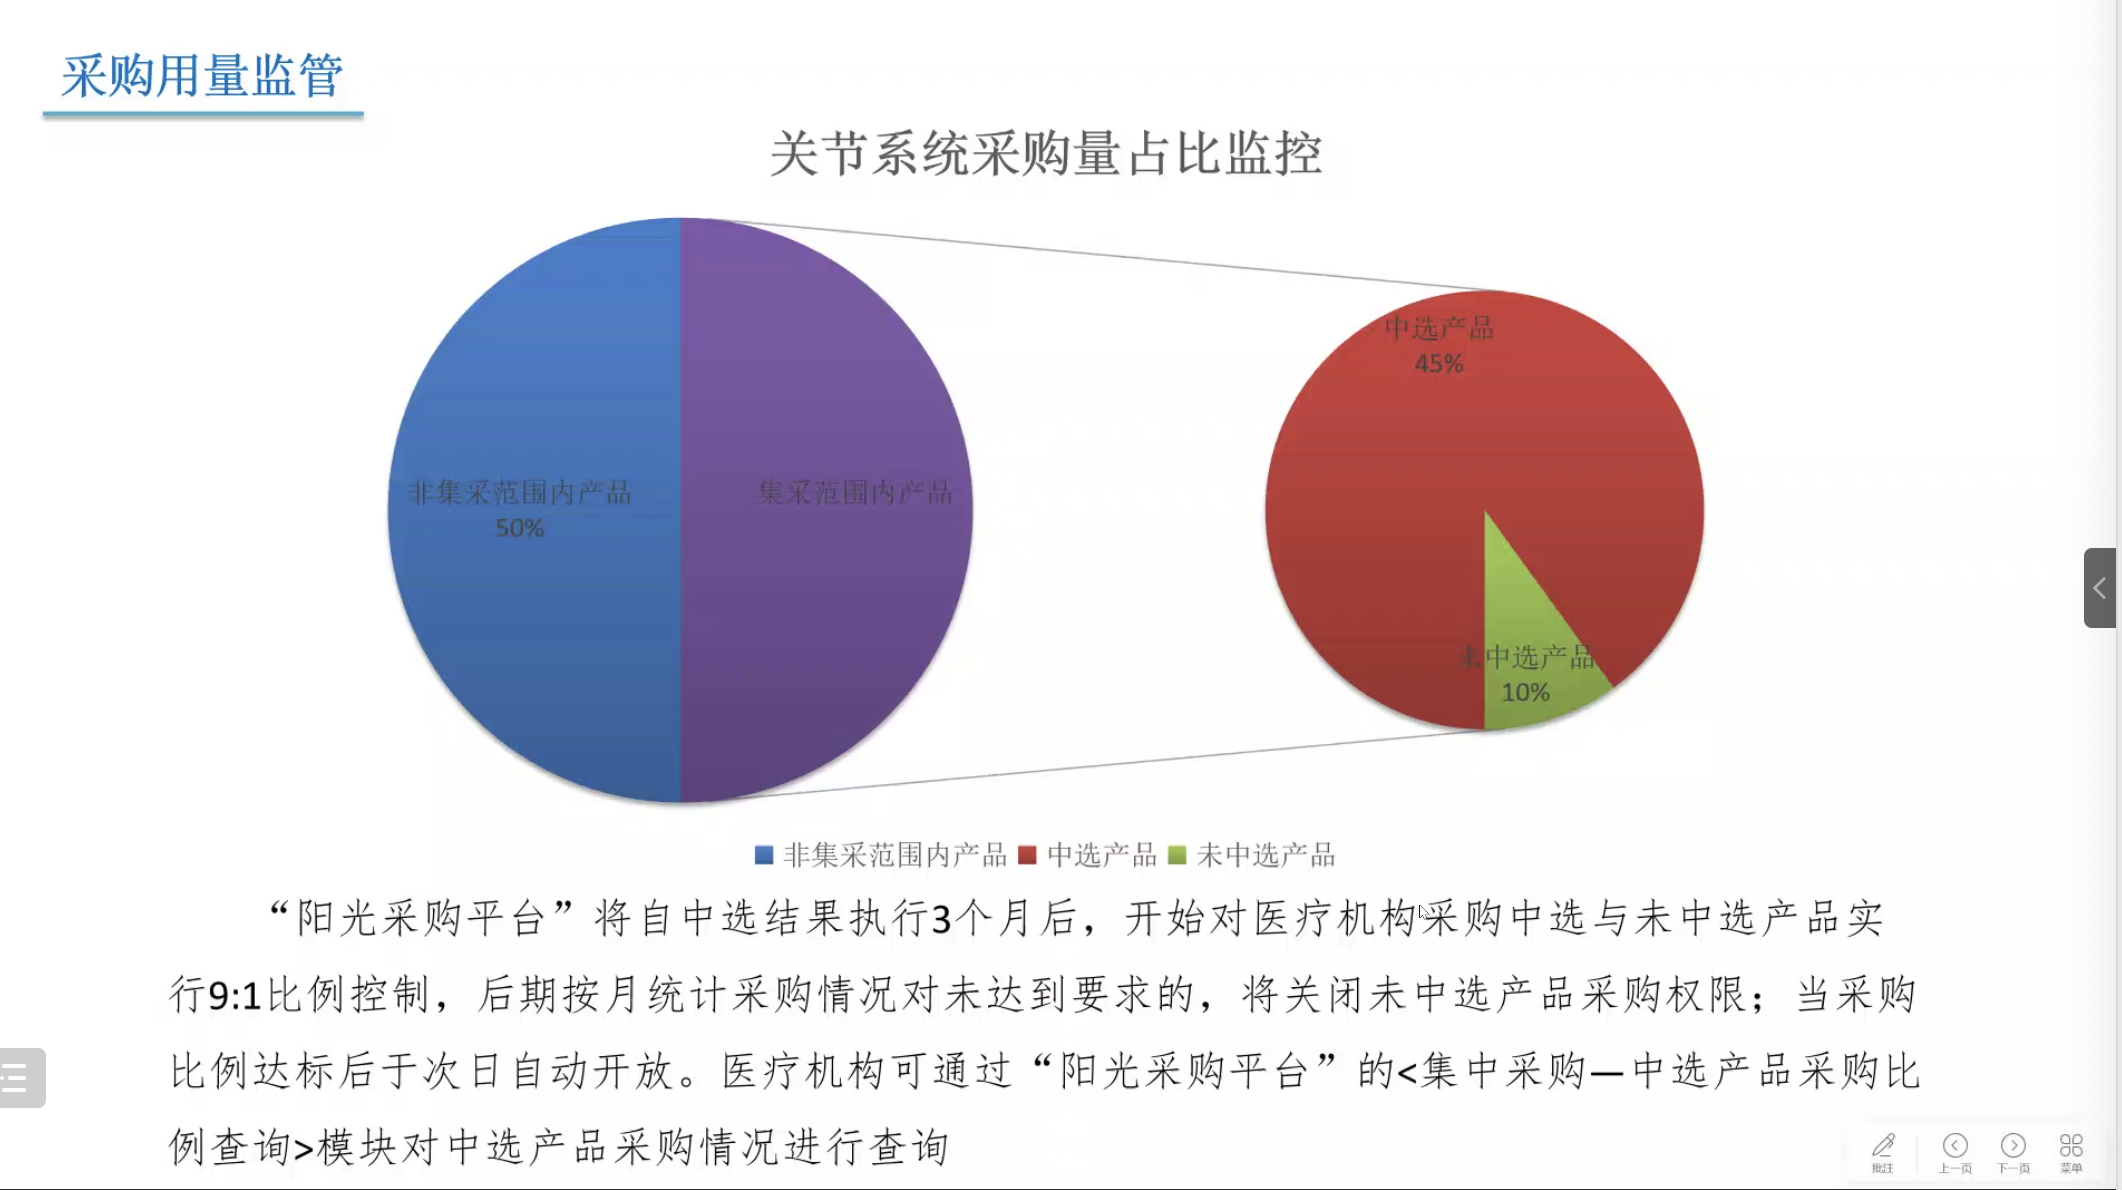 采购用量监管
关节系统采购量占比监控
非集采范围内产品
50%
集采范围内产品
中选产品
45%
未中选产品
10%
非集采范围内产品 中选产品 未中选产品
“阳光采购平台”将自中选结果执行3个月后，开始对医疗机构采购中选与未中选产品实
行9:1比例控制，后期按月统计采购情况对未达到要求的，将关闭未中选产品采购权限；当采购
比例达标后于次日自动开放。医疗机构可通过“阳光采购平台”的<集中采购—中选产品采购比
例查询>模块对中选产品采购情况进行查询
批注 上一页 下一页 菜单